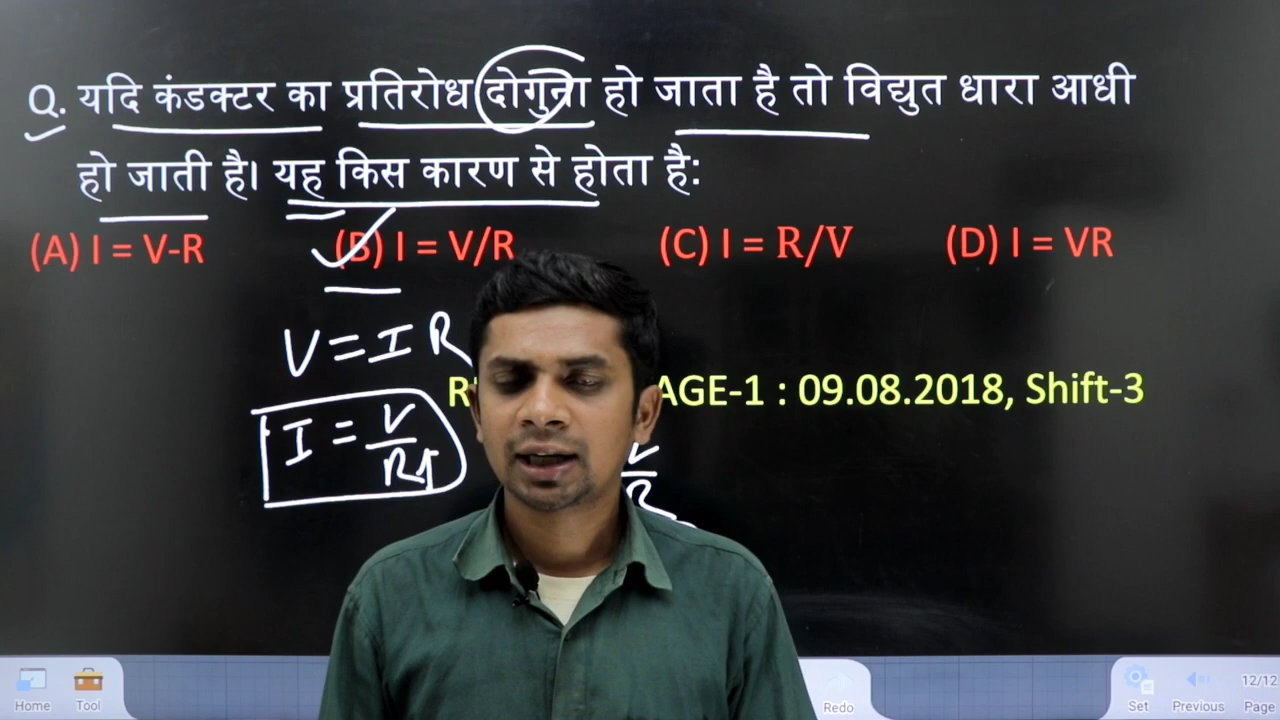 Q. यदि कंडक्टर का प्रतिरोध दोगुना हो जाता है तो विद्युत धारा आधी
हो जाती है। यह किस कारण से होता है:
(A) I = V-R (B) I = V/R (C) I = R/V (D) I = VR
V = I R
AGE-1 : 09.08.2018, Shift-3
I = V/R↑
V/R
Home Tool Redo Set Previous Page
12/12